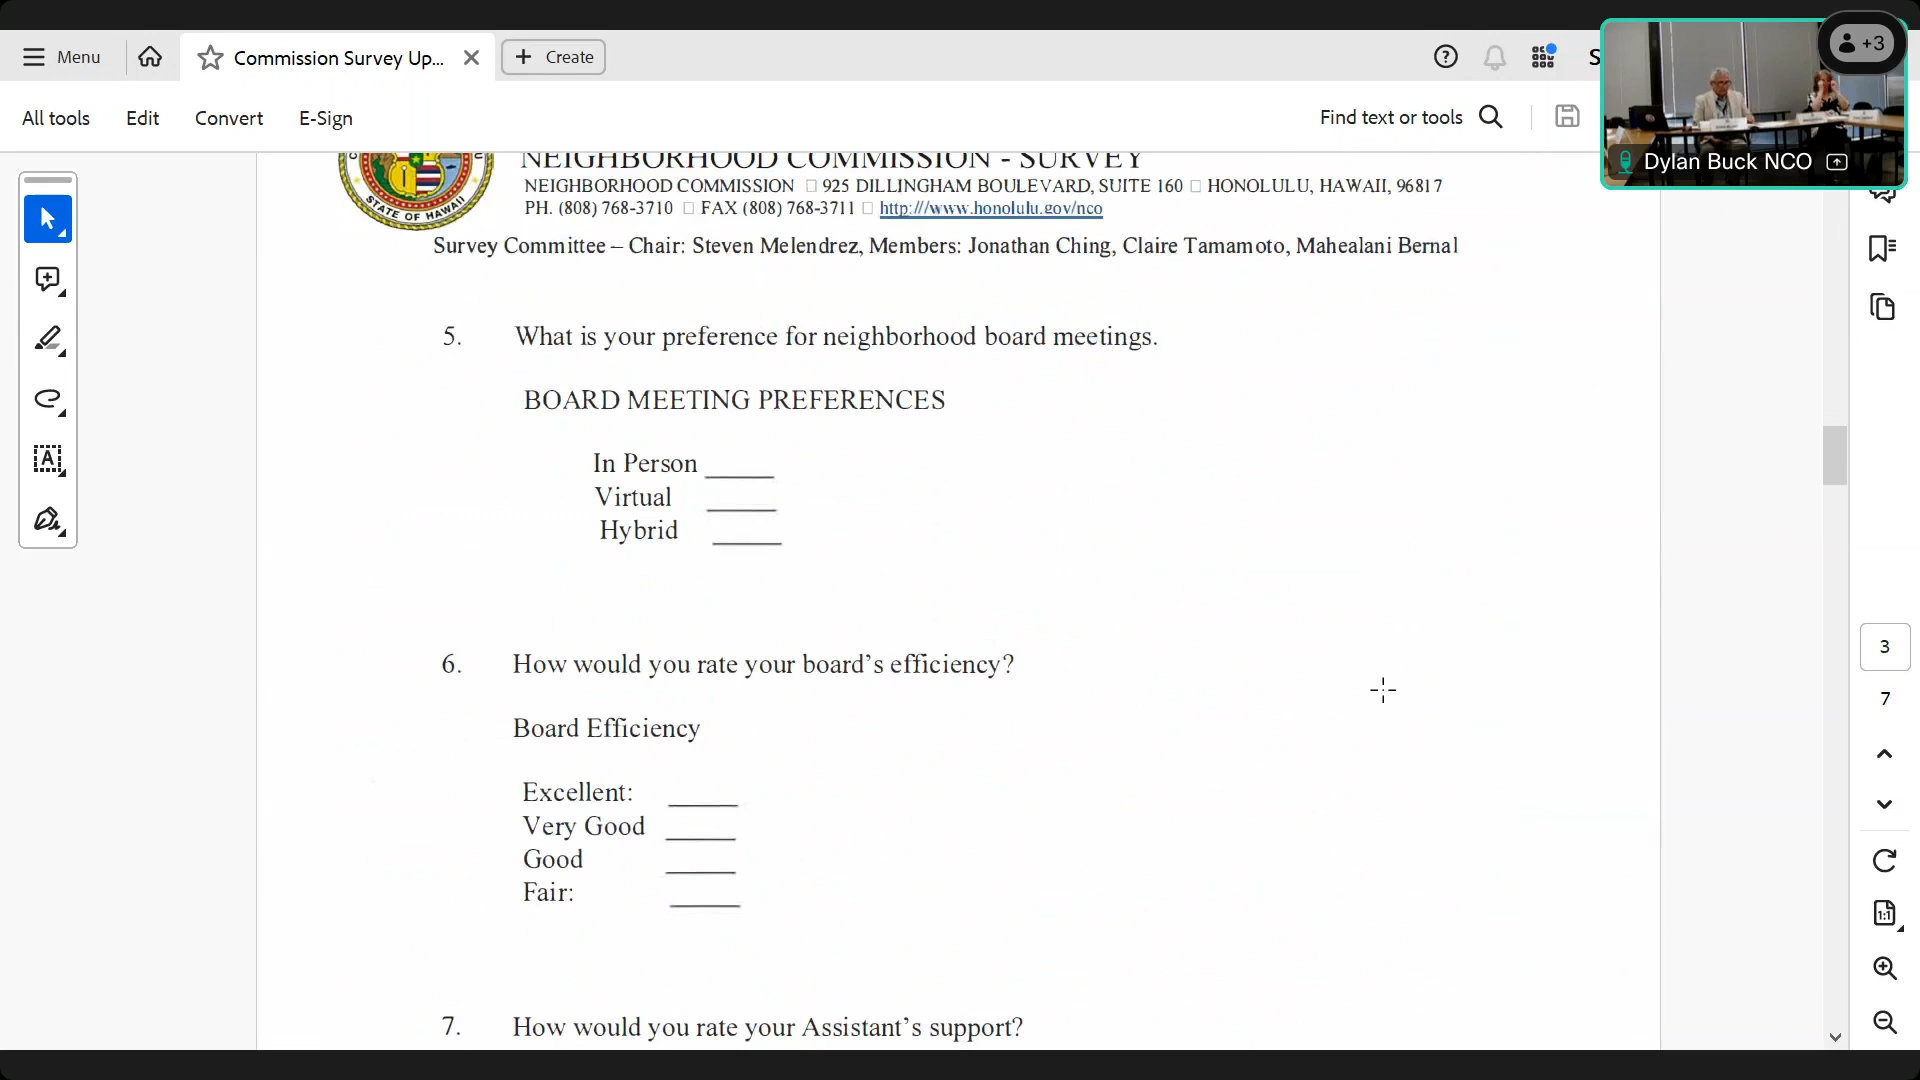 Menu
Commission Survey Up...
Create
+3
All tools
Edit
Convert
E-Sign
Find text or tools
Dylan Buck NCO
STATE OF HAWAII
NEIGHBORHOOD COMMISSION - SURVEY
NEIGHBORHOOD COMMISSION □ 925 DILLINGHAM BOULEVARD, SUITE 160 □ HONOLULU, HAWAII, 96817
PH. (808) 768-3710 □ FAX (808) 768-3711 □ http:///www.honolulu.gov/nco
Survey Committee – Chair: Steven Melendrez, Members: Jonathan Ching, Claire Tamamoto, Mahealani Bernal
5. What is your preference for neighborhood board meetings.
BOARD MEETING PREFERENCES
In Person _____
Virtual _____
Hybrid _____
6. How would you rate your board’s efficiency?
Board Efficiency
Excellent: _____
Very Good _____
Good _____
Fair: _____
7. How would you rate your Assistant’s support?
3
7
1:1